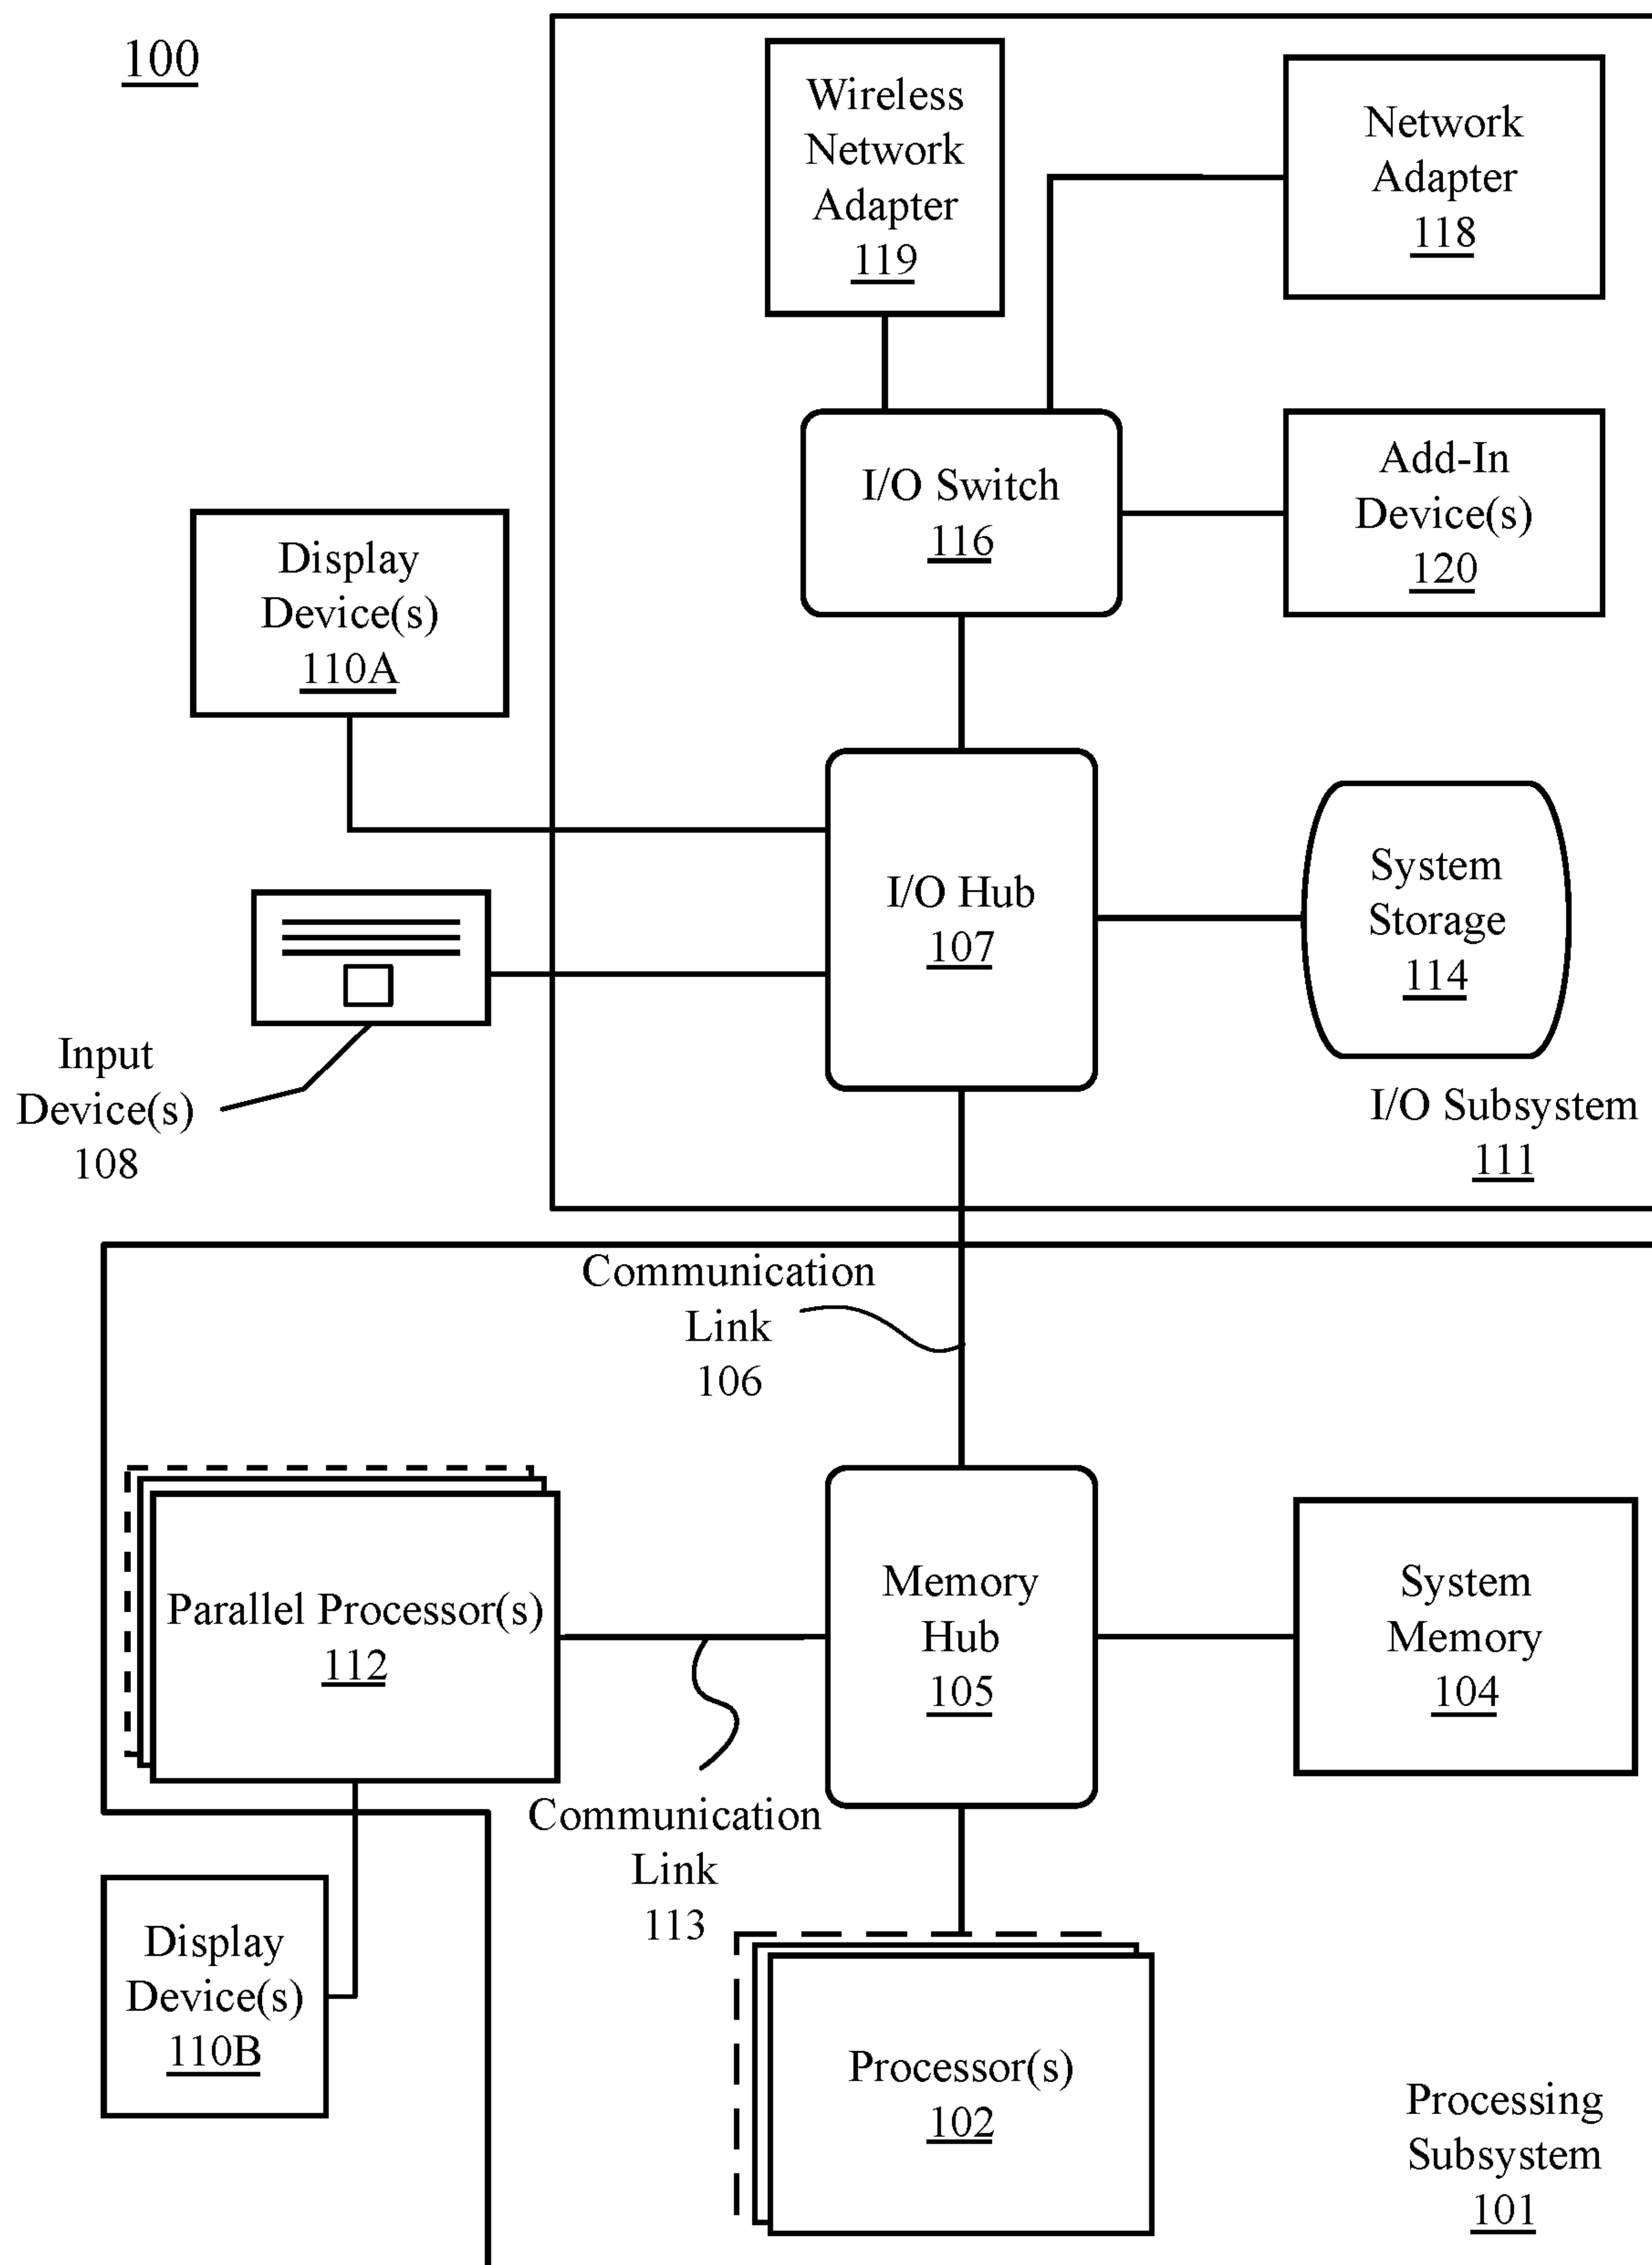 100
Wireless
Network
Adapter
119
Network
Adapter
118
I/O Switch
116
Add-In
Device(s)
120
Display
Device(s)
110A
I/O Hub
107
System
Storage
114
Input
Device(s)
108
I/O Subsystem
111
Communication
Link
106
Parallel Processor(s)
112
Memory
Hub
105
System
Memory
104
Communication
Link
113
Display
Device(s)
110B
Processor(s)
102
Processing
Subsystem
101